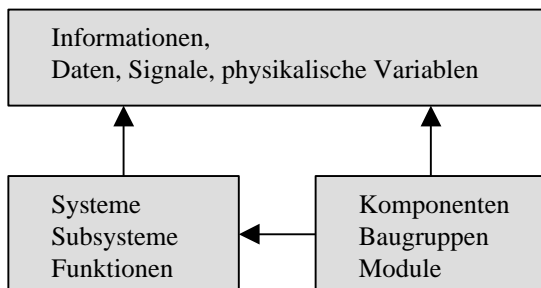 Informationen,
Daten, Signale, physikalische Variablen
Systeme
Subsysteme
Funktionen
Komponenten
Baugruppen
Module